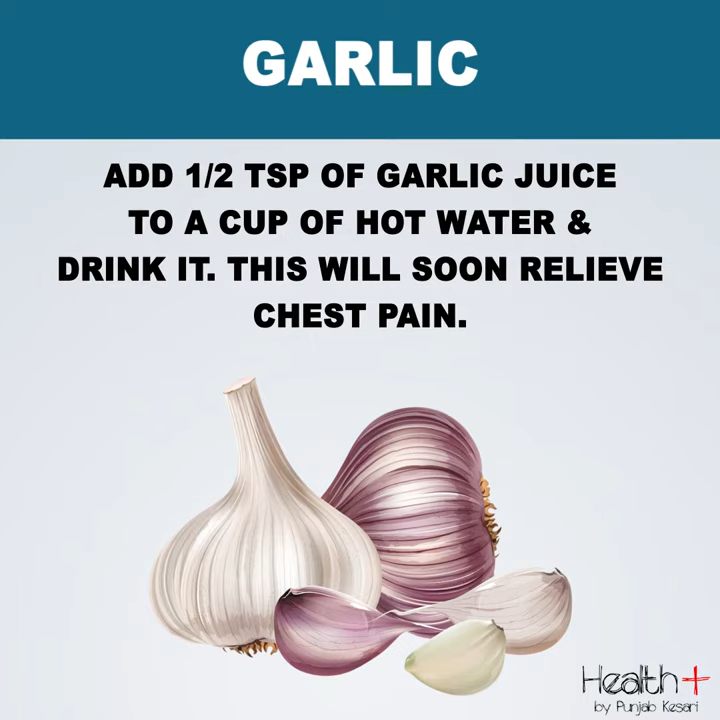 GARLIC
ADD 1/2 TSP OF GARLIC JUICE
TO A CUP OF HOT WATER &
DRINK IT. THIS WILL SOON RELIEVE
CHEST PAIN.
Health+
by Punjab Kesari